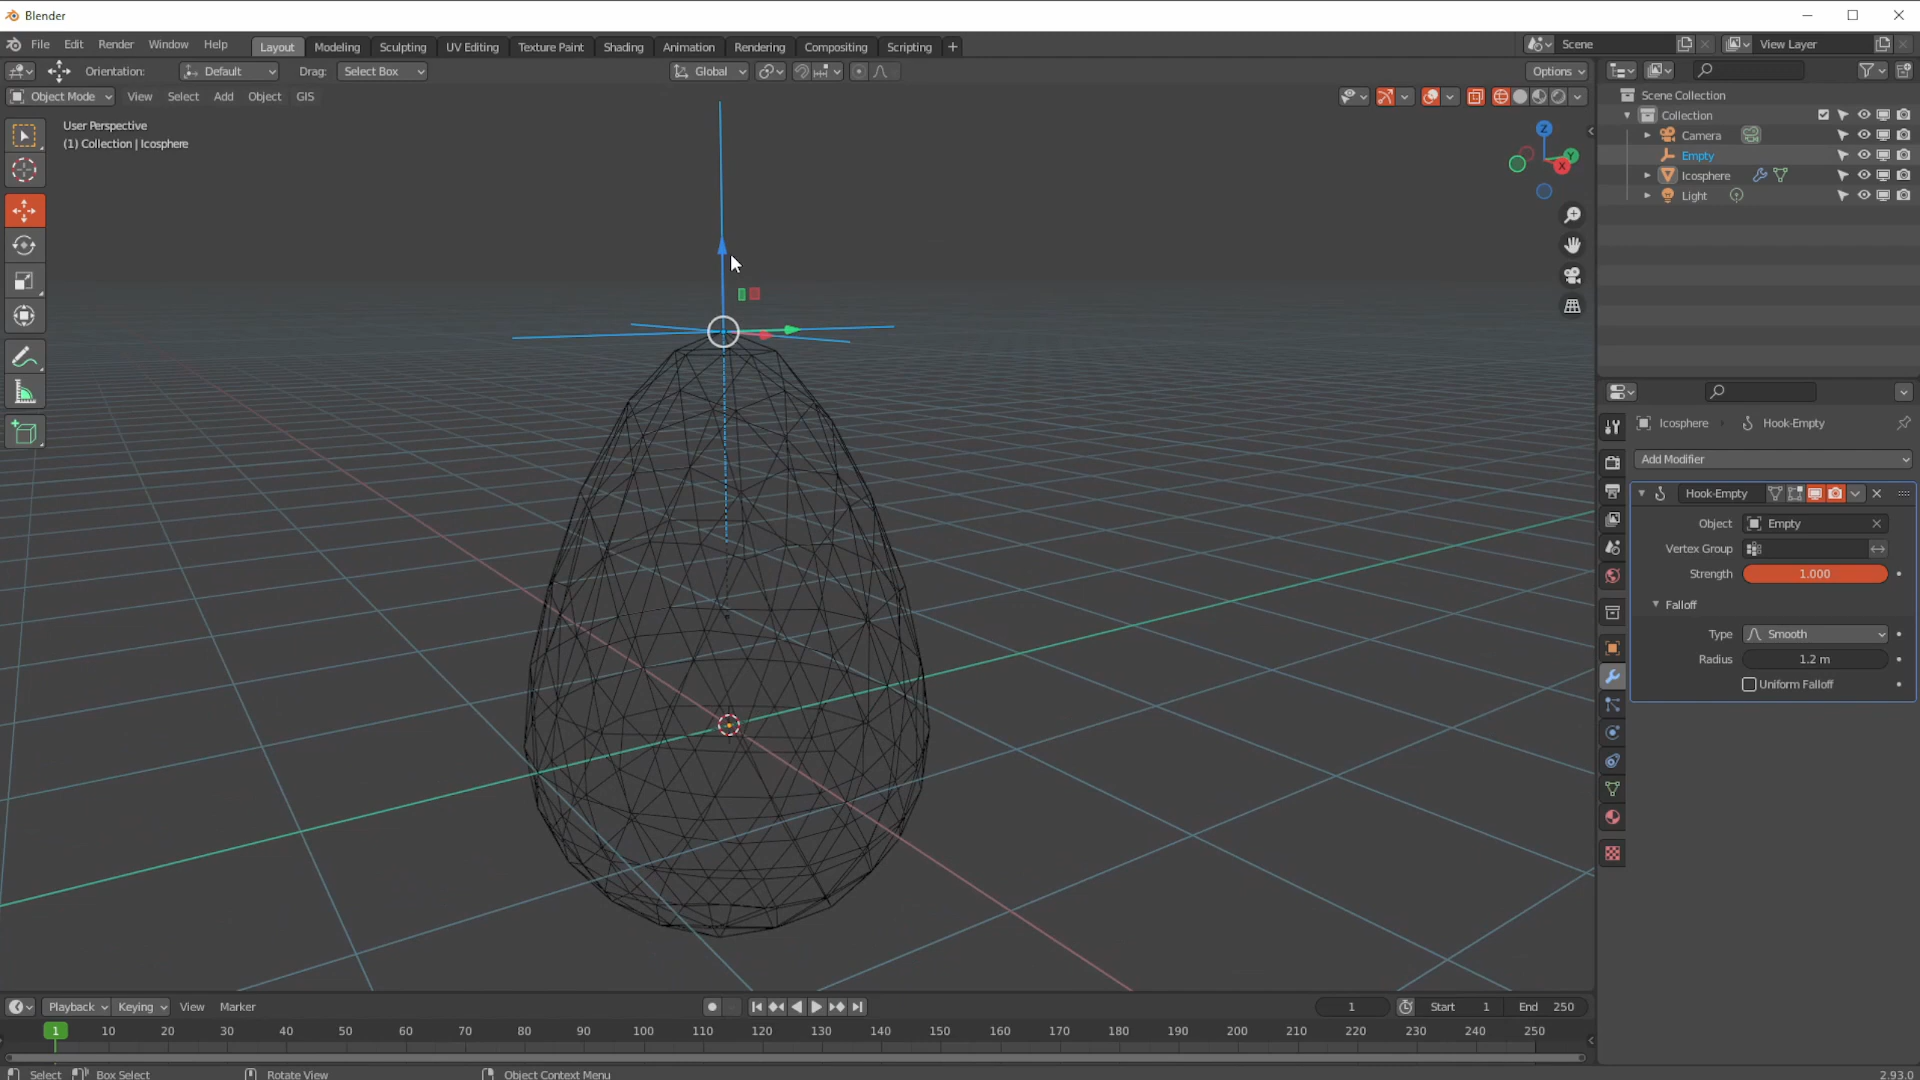 Blender
File Edit Render Window Help Layout Modeling Sculpting UV Editing Texture Paint Shading Animation Rendering Compositing Scripting + Scene View Layer
Orientation: Default Drag: Select Box Global Options
Object Mode View Select Add Object GIS
User Perspective
(1) Collection | Icosphere
Z
Y
X
Scene Collection
Collection
Camera
Empty
Icosphere
Light
Icosphere › Hook-Empty
Add Modifier
Hook-Empty
Object Empty
Vertex Group
Strength 1.000
Falloff
Type Smooth
Radius 1.2 m
Uniform Falloff
Playback Keying View Marker 1 Start 1 End 250
1 10 20 30 40 50 60 70 80 90 100 110 120 130 140 150 160 170 180 190 200 210 220 230 240 250
Select Box Select Rotate View Object Context Menu 2.93.0